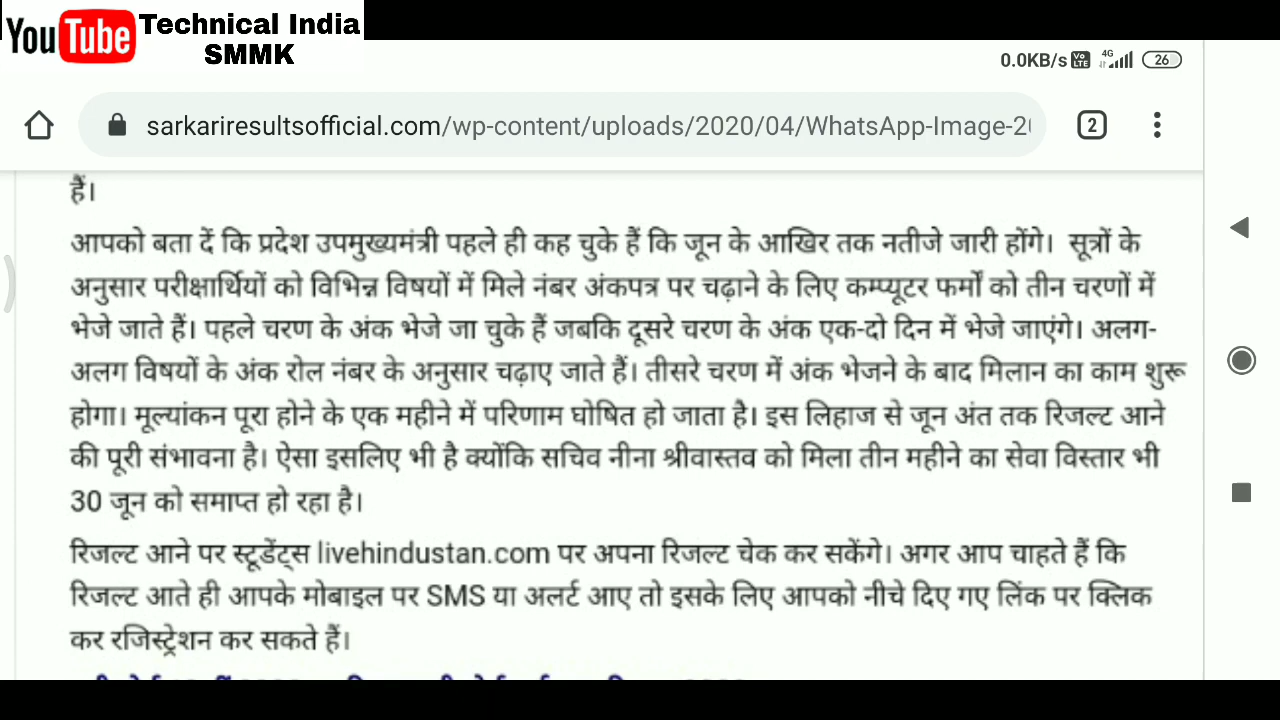 YouTube Technical India
SMMK
0.0KB/s Vo LTE 4G 26
sarkariresultsofficial.com/wp-content/uploads/2020/04/WhatsApp-Image-20
2
हैं।
आपको बता दें कि प्रदेश उपमुख्यमंत्री पहले ही कह चुके हैं कि जून के आखिर तक नतीजे जारी होंगे। सूत्रों के
अनुसार परीक्षार्थियों को विभिन्न विषयों में मिले नंबर अंकपत्र पर चढ़ाने के लिए कम्प्यूटर फर्मों को तीन चरणों में
भेजे जाते हैं। पहले चरण के अंक भेजे जा चुके हैं जबकि दूसरे चरण के अंक एक-दो दिन में भेजे जाएंगे। अलग-
अलग विषयों के अंक रोल नंबर के अनुसार चढ़ाए जाते हैं। तीसरे चरण में अंक भेजने के बाद मिलान का काम शुरू
होगा। मूल्यांकन पूरा होने के एक महीने में परिणाम घोषित हो जाता है। इस लिहाज से जून अंत तक रिजल्ट आने
की पूरी संभावना है। ऐसा इसलिए भी है क्योंकि सचिव नीना श्रीवास्तव को मिला तीन महीने का सेवा विस्तार भी
30 जून को समाप्त हो रहा है।
रिजल्ट आने पर स्टूडेंट्स livehindustan.com पर अपना रिजल्ट चेक कर सकेंगे। अगर आप चाहते हैं कि
रिजल्ट आते ही आपके मोबाइल पर SMS या अलर्ट आए तो इसके लिए आपको नीचे दिए गए लिंक पर क्लिक
कर रजिस्ट्रेशन कर सकते हैं।